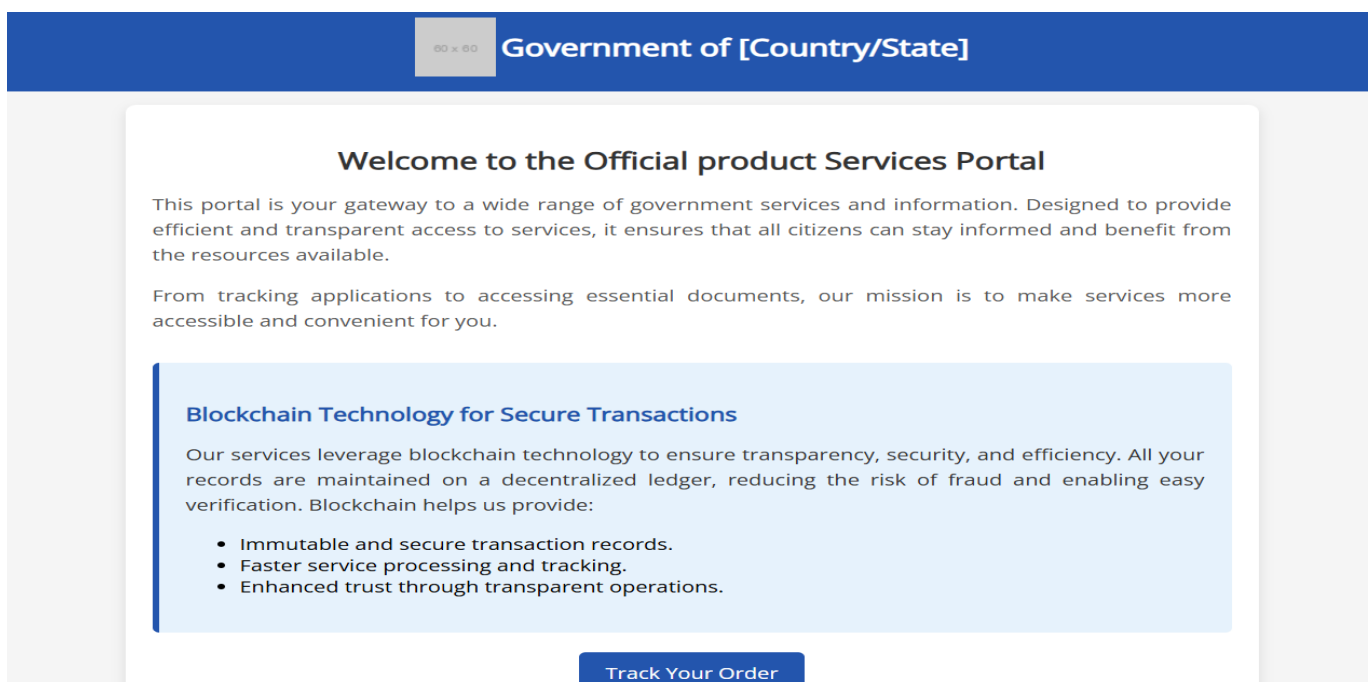 60 x 60
Government of [Country/State]
Welcome to the Official product Services Portal
This portal is your gateway to a wide range of government services and information. Designed to provide
efficient and transparent access to services, it ensures that all citizens can stay informed and benefit from
the resources available.
From tracking applications to accessing essential documents, our mission is to make services more
accessible and convenient for you.
Blockchain Technology for Secure Transactions
Our services leverage blockchain technology to ensure transparency, security, and efficiency. All your
records are maintained on a decentralized ledger, reducing the risk of fraud and enabling easy
verification. Blockchain helps us provide:
• Immutable and secure transaction records.
• Faster service processing and tracking.
• Enhanced trust through transparent operations.
Track Your Order